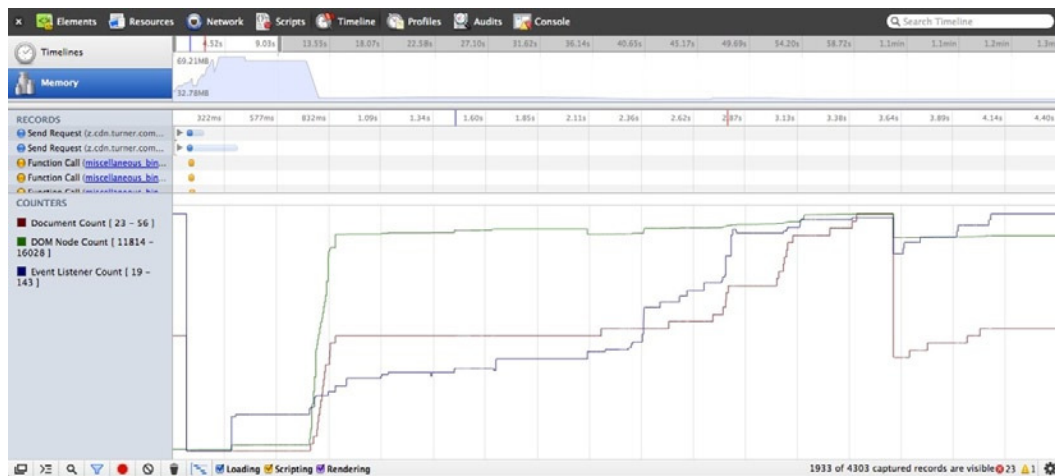 × Elements Resources Network Scripts Timeline Profiles Audits Console Search Timeline
Timelines
Memory
4.52s 9.03s 13.55s 18.07s 22.58s 27.10s 31.62s 36.14s 40.65s 45.17s 49.69s 54.20s 58.72s 1.1min 1.1min 1.2min 1.3m
69.21MB
32.78MB
RECORDS
322ms 577ms 832ms 1.09s 1.34s 1.60s 1.85s 2.11s 2.36s 2.62s 2.87s 3.13s 3.38s 3.64s 3.89s 4.14s 4.40s
Send Request (z.cdn.turner.com...
Send Request (z.cdn.turner.com...
Function Call (miscellaneous_bin...
Function Call (miscellaneous_bin...
Function Call (miscellaneous_bin...
COUNTERS
Document Count [ 23 – 56 ]
DOM Node Count [ 11814 –
16028 ]
Event Listener Count [ 19 –
143 ]
Loading Scripting Rendering
1933 of 4303 captured records are visible 23 1